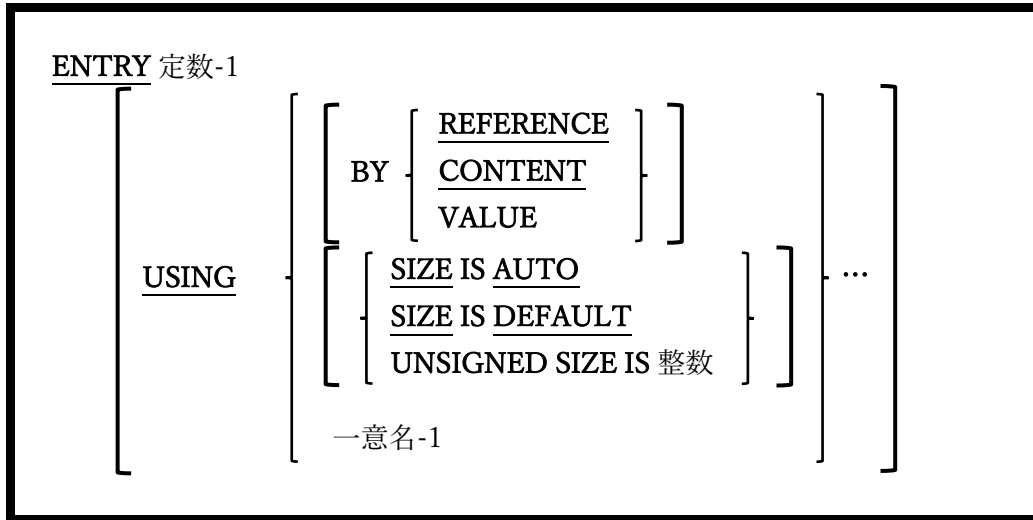 ENTRY 定数-1
REFERENCE
BY CONTENT
VALUE
SIZE IS AUTO
USING ...
SIZE IS DEFAULT
UNSIGNED SIZE IS 整数
一意名-1